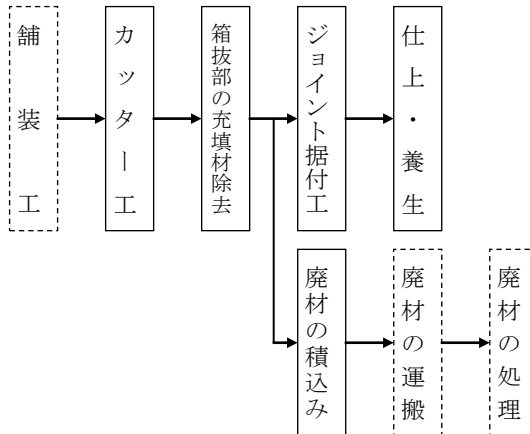 舗装工
カッター工
箱抜部の充填材除去
ジョイント据付工
仕上・養生
廃材の積込み
廃材の運搬
廃材の処理